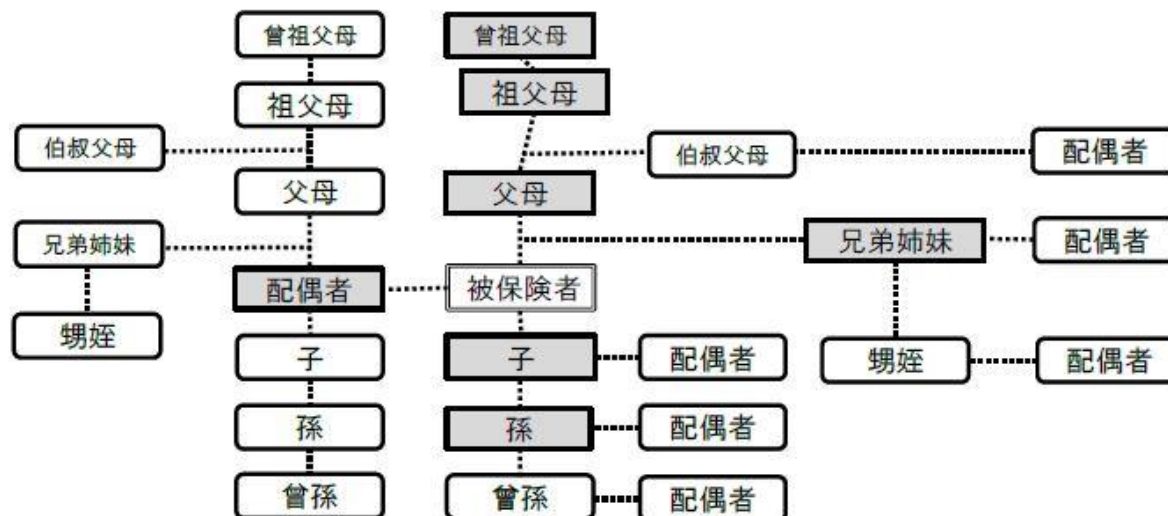 曾祖父母
曾祖父母
祖父母
祖父母
伯叔父母
伯叔父母
配偶者
父母
父母
兄弟姉妹
兄弟姉妹
配偶者
配偶者
被保険者
甥姪
子
子
配偶者
甥姪
配偶者
孫
孫
配偶者
曾孫
曾孫
配偶者